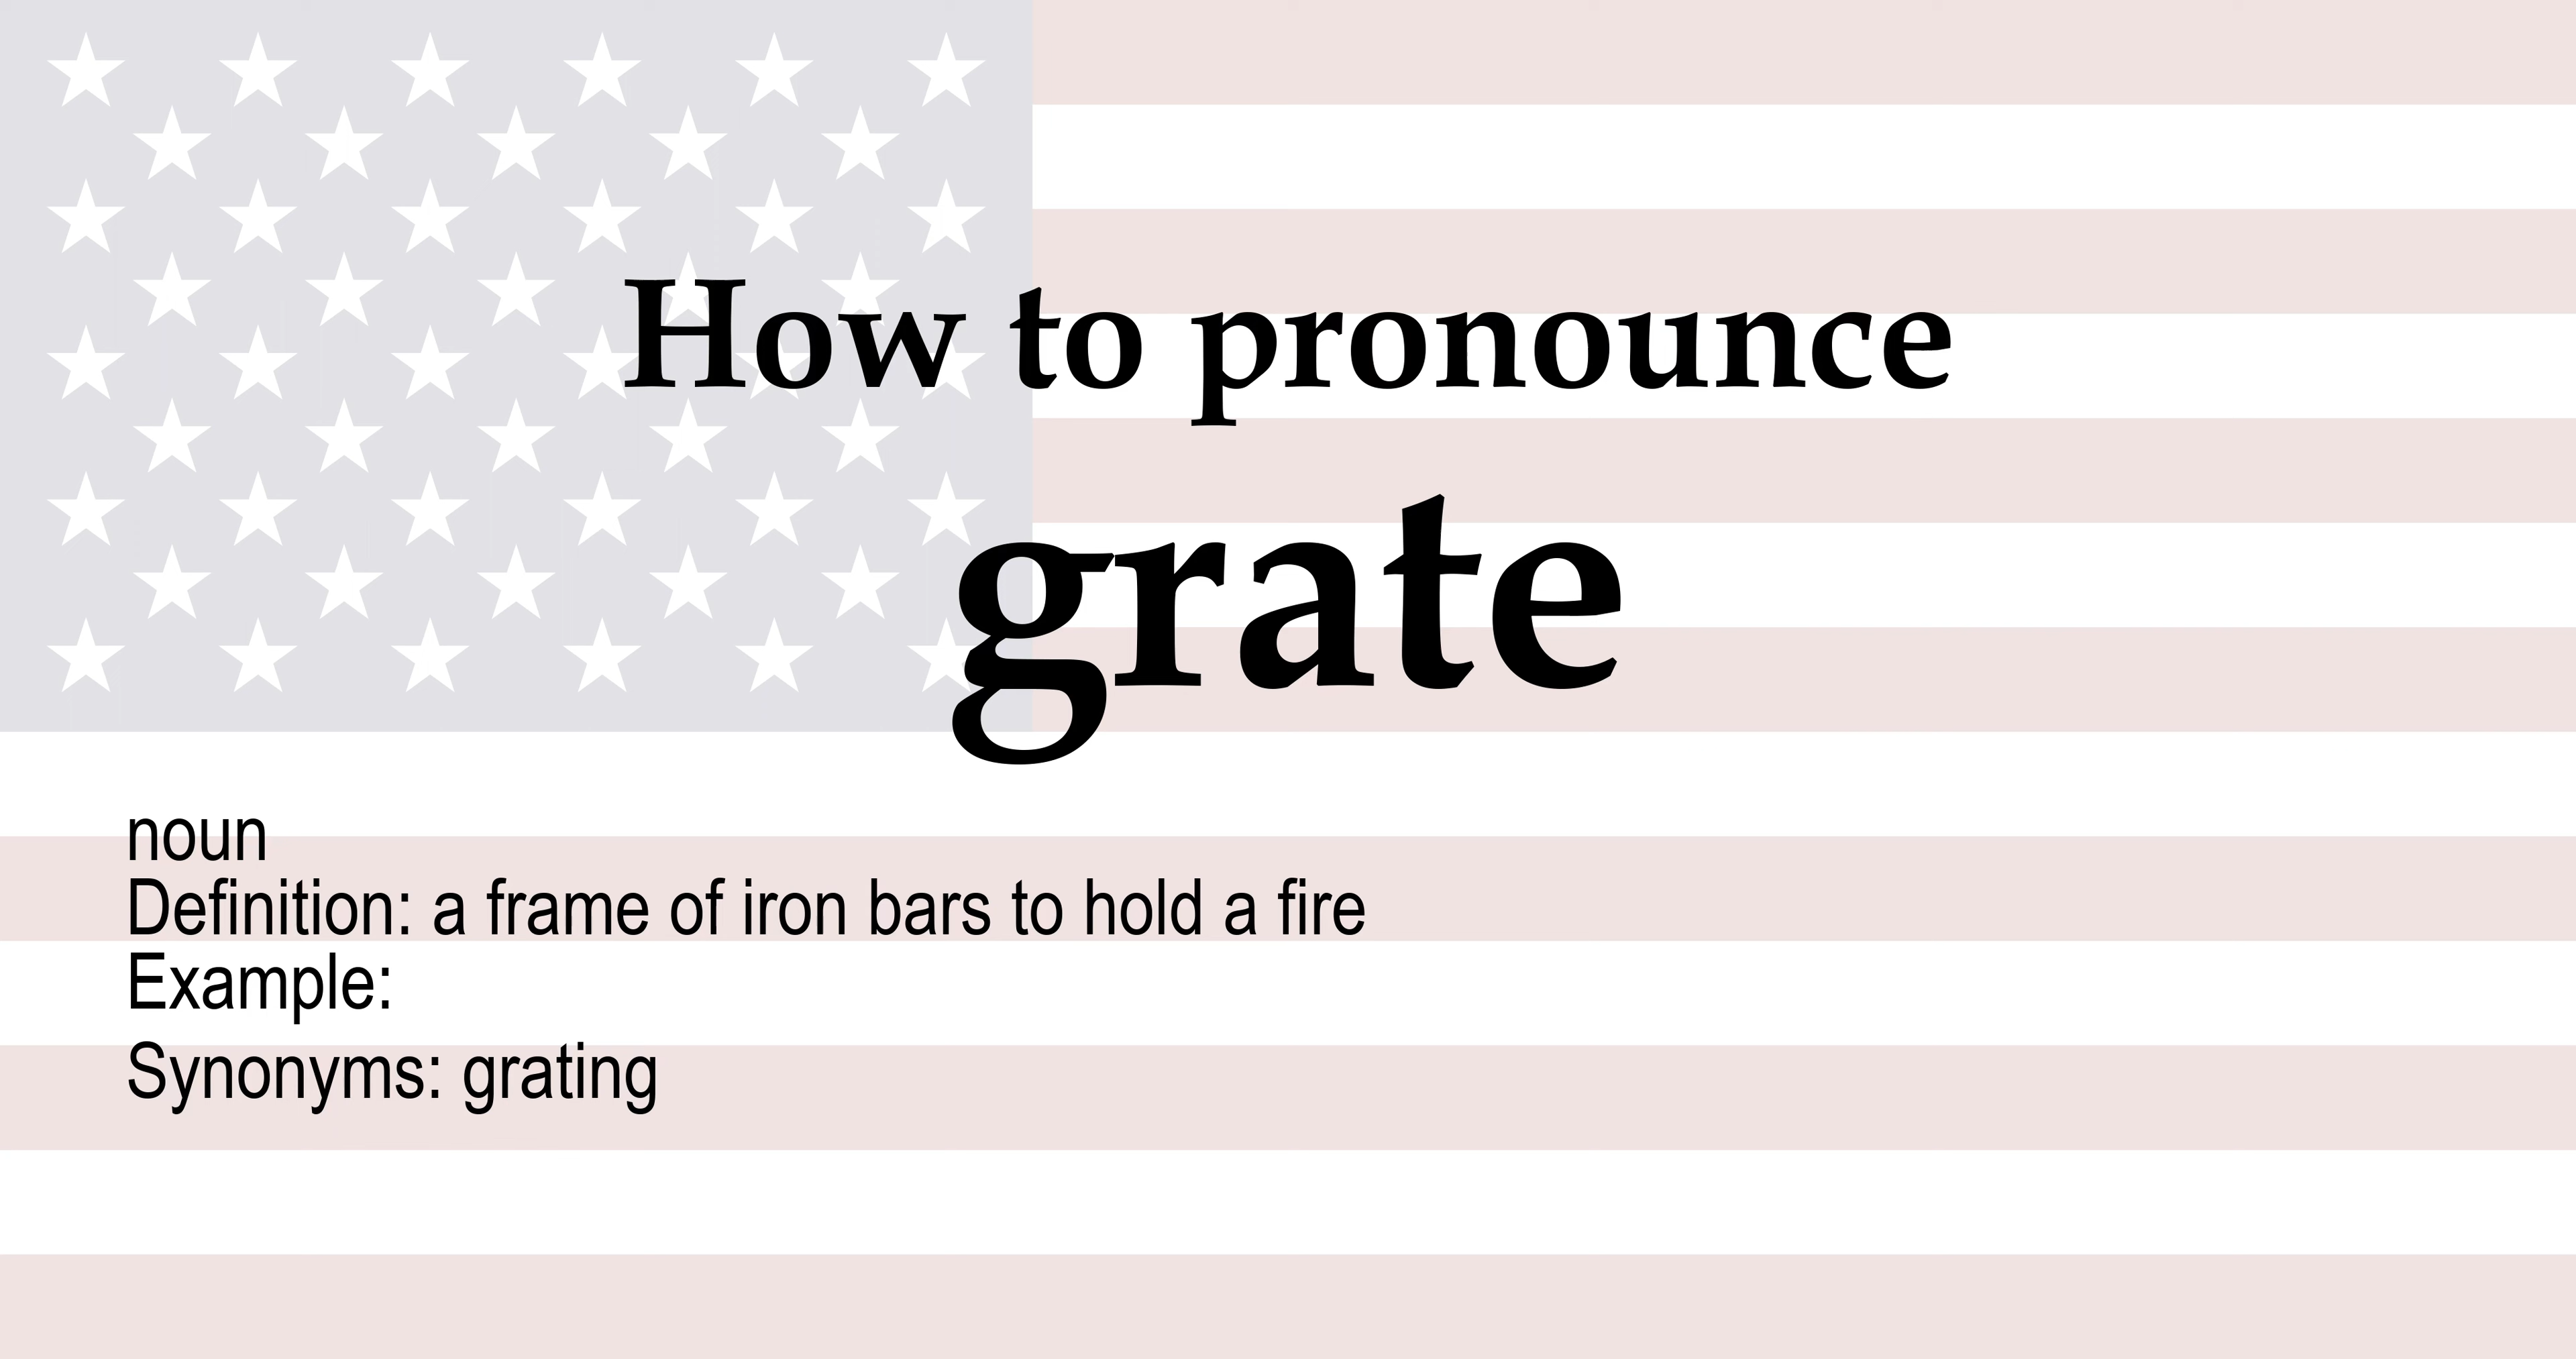 How to pronounce
grate
noun
Definition: a frame of iron bars to hold a fire
Example:
Synonyms: grating